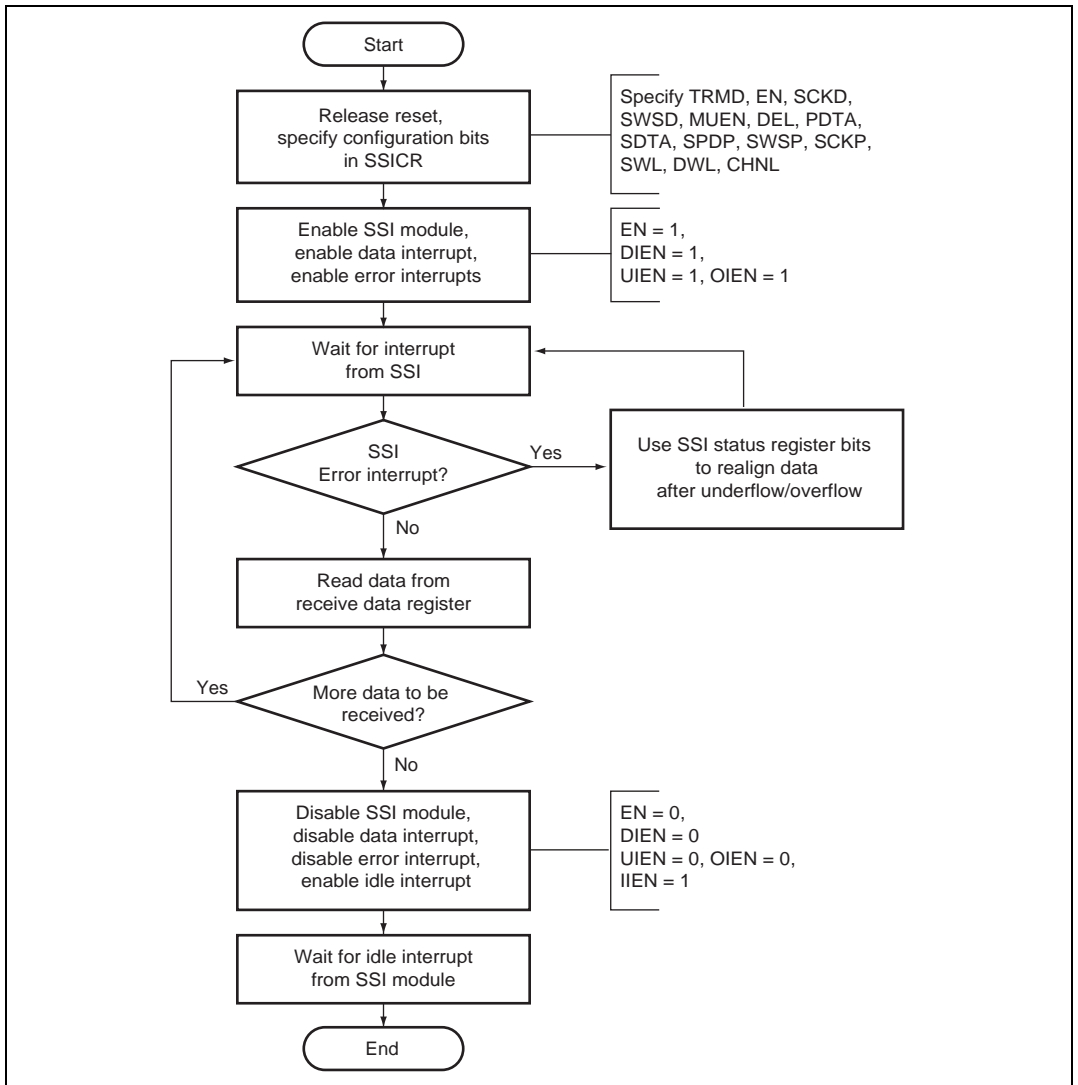 Start
Release reset,
specify configuration bits
in SSICR
Specify TRMD, EN, SCKD,
SWSD, MUEN, DEL, PDTA,
SDTA, SPDP, SWSP, SCKP,
SWL, DWL, CHNL
Enable SSI module,
enable data interrupt,
enable error interrupts
EN = 1,
DIEN = 1,
UIEN = 1, OIEN = 1
Wait for interrupt
from SSI
SSI
Error interrupt?
Yes
Use SSI status register bits
to realign data
after underflow/overflow
No
Read data from
receive data register
Yes
More data to be
received?
No
Disable SSI module,
disable data interrupt,
disable error interrupt,
enable idle interrupt
EN = 0,
DIEN = 0
UIEN = 0, OIEN = 0,
IIEN = 1
Wait for idle interrupt
from SSI module
End